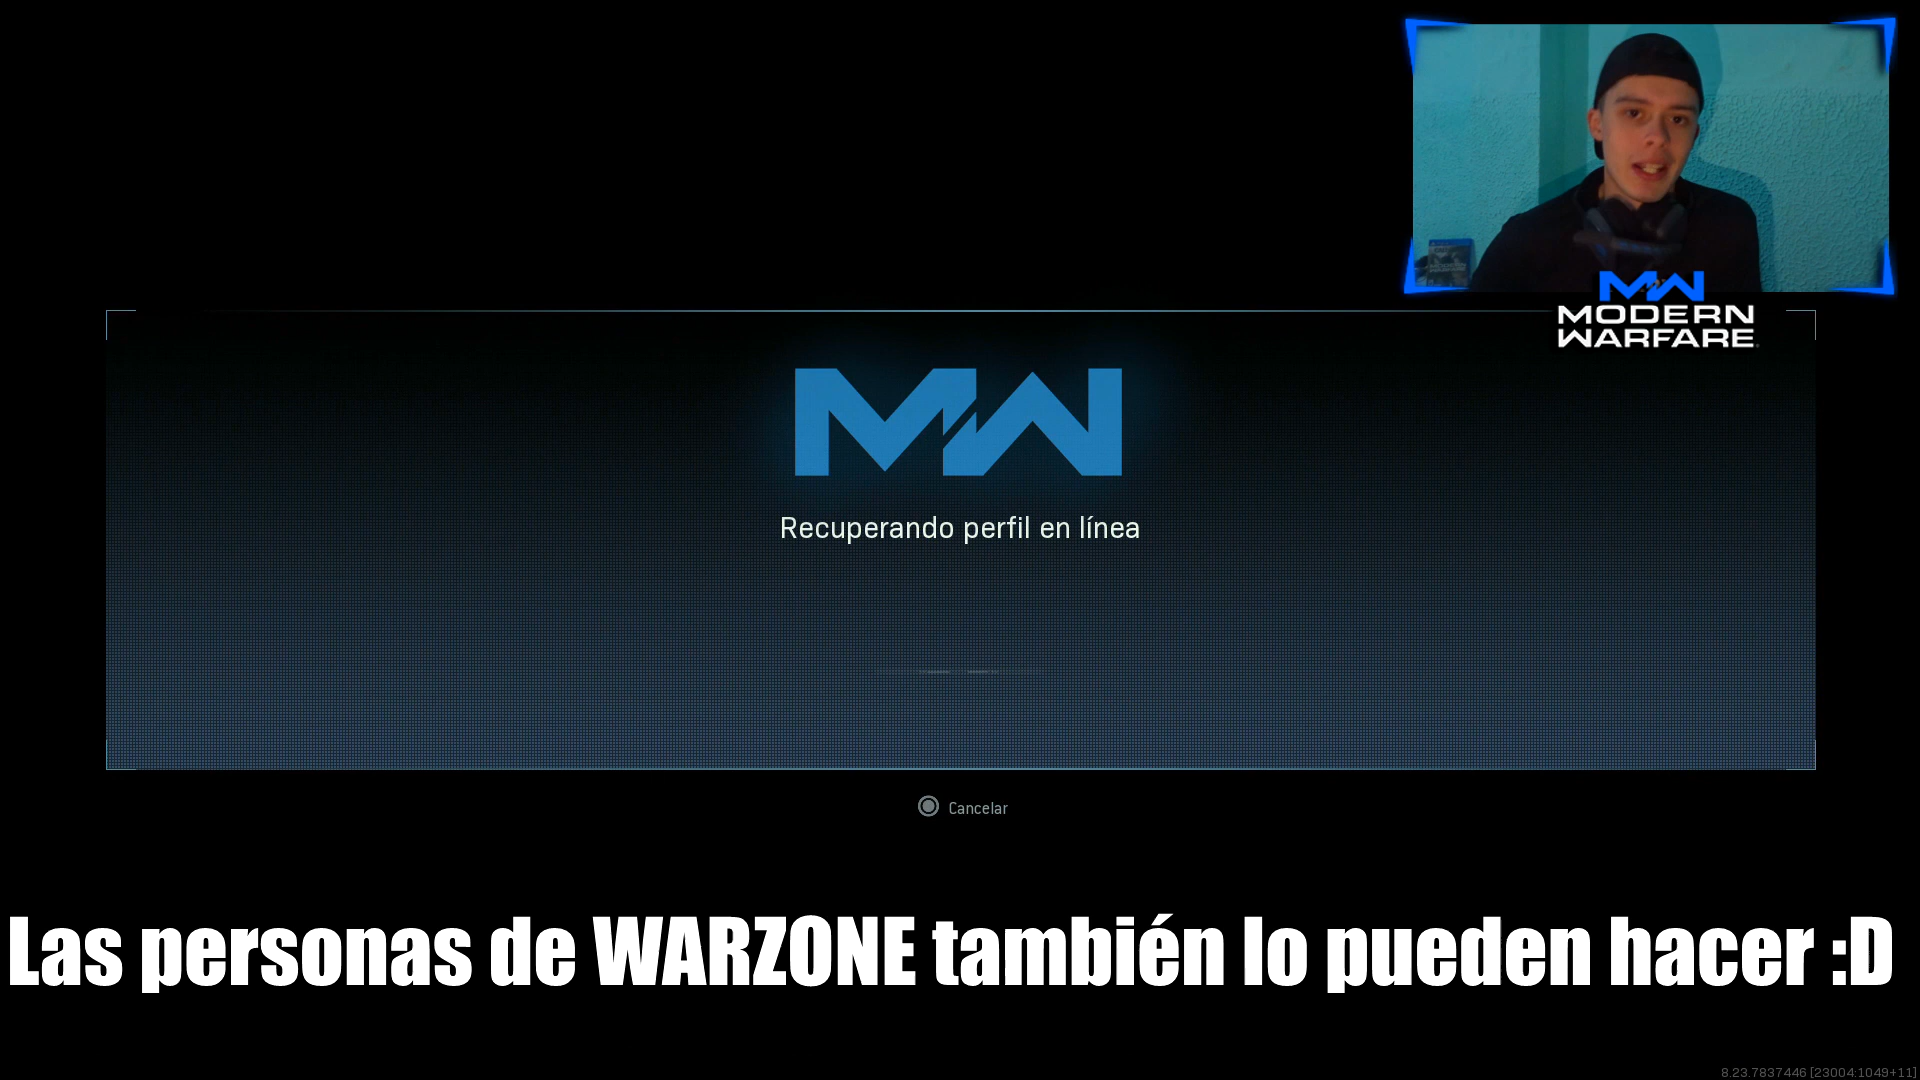 MW
MODERN
WARFARE
MW
Recuperando perfil en línea
Cancelar
Las personas de WARZONE también lo pueden hacer :D
8.23.7837446 [23004:1049+11]